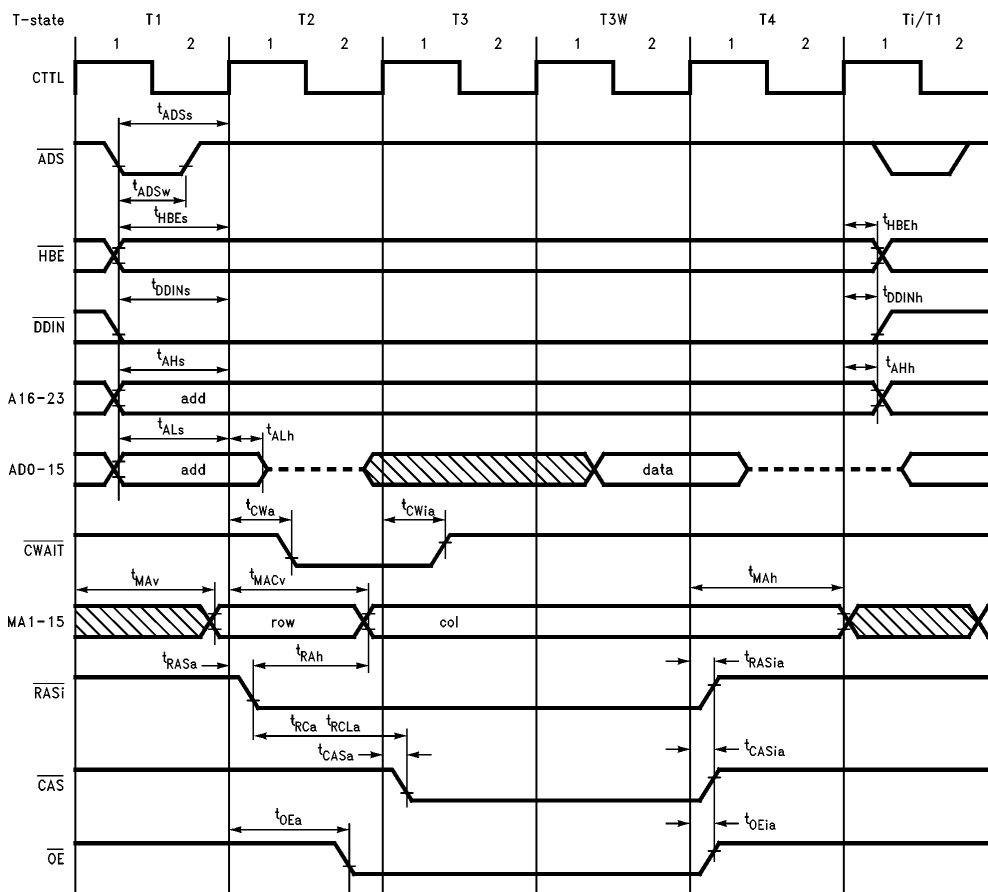 T-state T1 T2 T3 T3W T4 Ti/T1
1 2 1 2 1 2 1 2 1 2 1 2
CTTL
tADSs
ADS
tADSw
tHBEs tHBEh
HBE
tDDINs tDDINh
DDIN
tAHs tAHh
A16-23 add
tALs tALh
AD0-15 add data
tCWa tCWia
CWAIT
tMAv tMACv tMAh
MA1-15 row col
tRASa tRAh tRASia
RASi
tRCa tRCLa
tCASa tCASia
CAS
tOEa tOEia
OE